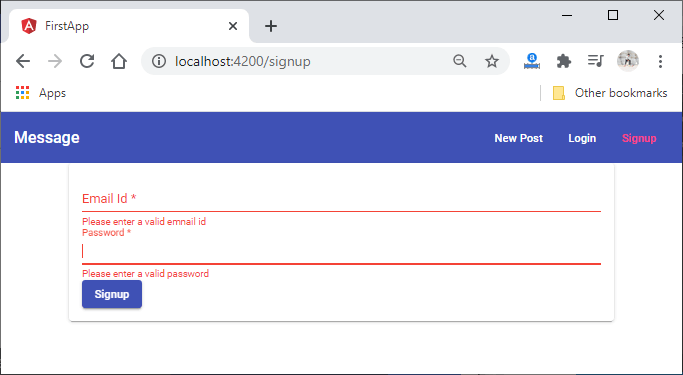 FirstApp
localhost:4200/signup
Apps
Other bookmarks
Message
New Post
Login
Signup
Email Id *
Please enter a valid emnail id
Password *
Please enter a valid password
Signup